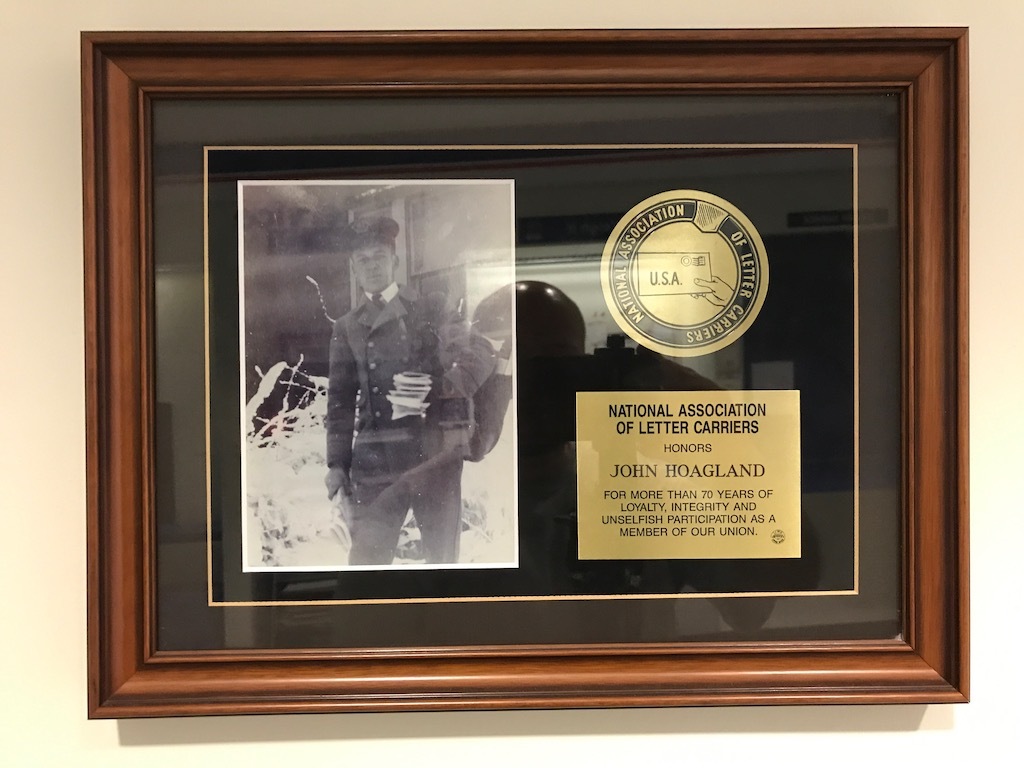 NATIONAL ASSOCIATION OF LETTER CARRIERS
U.S.A.
NATIONAL ASSOCIATION
OF LETTER CARRIERS
HONORS
JOHN HOAGLAND
FOR MORE THAN 70 YEARS OF
LOYALTY, INTEGRITY AND
UNSELFISH PARTICIPATION AS A
MEMBER OF OUR UNION.